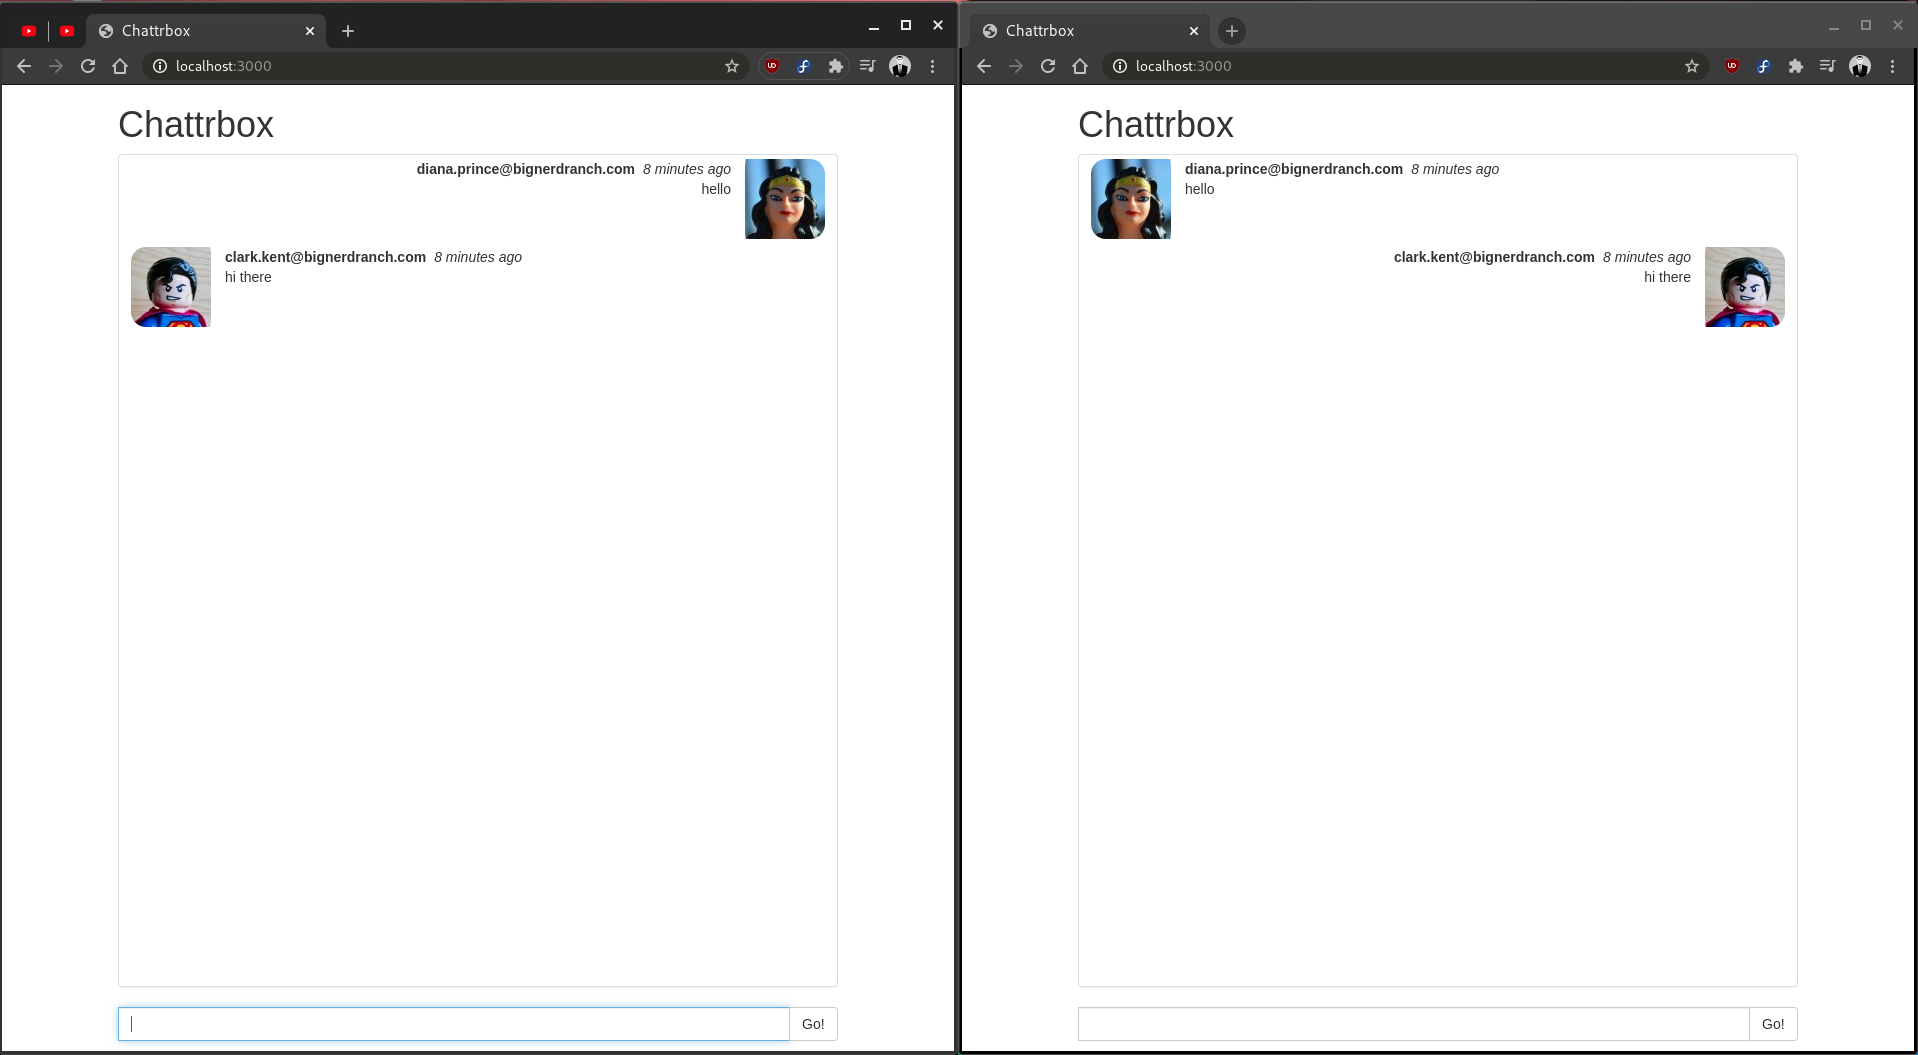 Chattrbox
localhost:3000
Chattrbox
diana.prince@bignerdranch.com 8 minutes ago
hello
clark.kent@bignerdranch.com 8 minutes ago
hi there
Go!
Chattrbox
localhost:3000
Chattrbox
diana.prince@bignerdranch.com 8 minutes ago
hello
clark.kent@bignerdranch.com 8 minutes ago
hi there
Go!